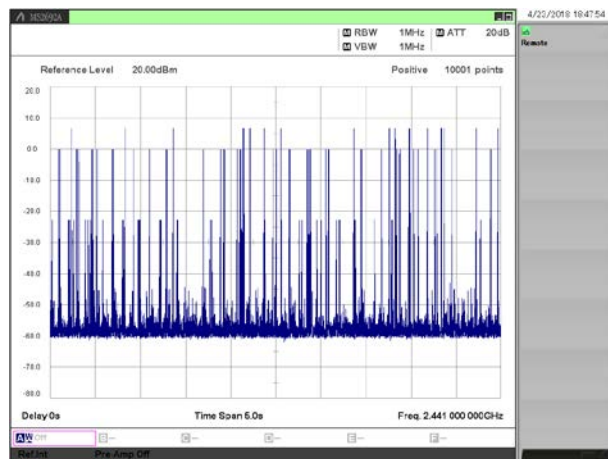 MS2692A
4/23/2018 18:47:54
M RBW 1MHz M ATT 20dB
M VBW 1MHz
Remote
Reference Level 20.00dBm Positive 10001 points
20.0
10.0
0.0
-10.0
-20.0
-30.0
-40.0
-50.0
-60.0
-70.0
-80.0
Delay 0s Time Span 5.0s Freq. 2.441 000 000GHz
AW Off
Ref.Int Pre Amp Off